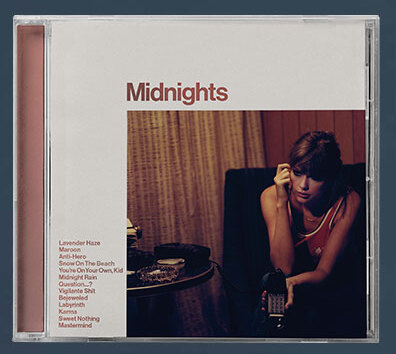 Midnights
Lavender Haze
Maroon
Anti-Hero
Snow On The Beach
You're On Your Own, Kid
Midnight Rain
Question...?
Vigilante Shit
Bejeweled
Labyrinth
Karma
Sweet Nothing
Mastermind